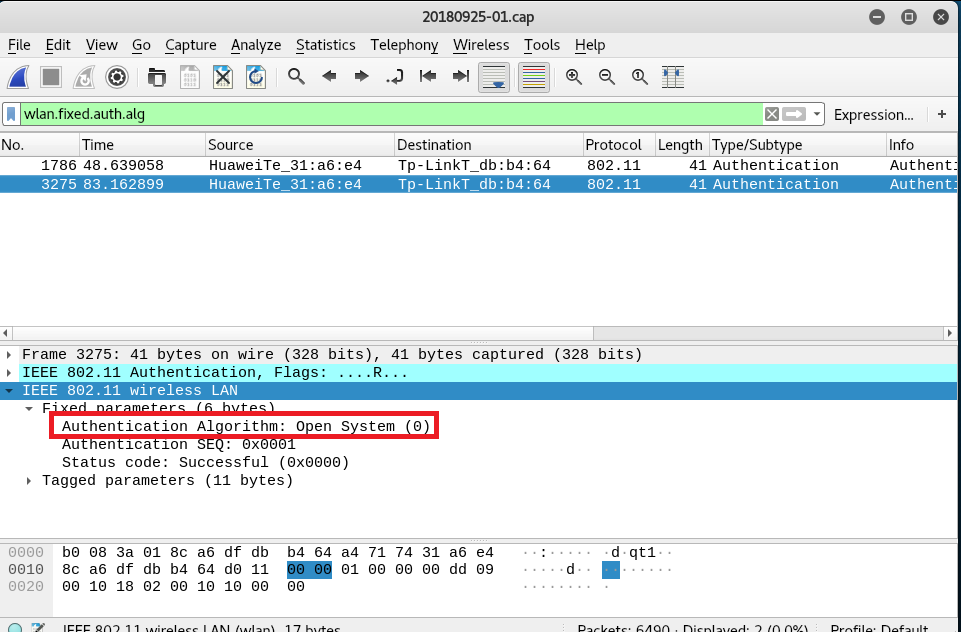 20180925-01.cap
File Edit View Go Capture Analyze Statistics Telephony Wireless Tools Help
wlan.fixed.auth.alg Expression... +
No. Time Source Destination Protocol Length Type/Subtype Info
1786 48.639058 HuaweiTe_31:a6:e4 Tp-LinkT_db:b4:64 802.11 41 Authentication Authenti
3275 83.162899 HuaweiTe_31:a6:e4 Tp-LinkT_db:b4:64 802.11 41 Authentication Authenti
Frame 3275: 41 bytes on wire (328 bits), 41 bytes captured (328 bits)
IEEE 802.11 Authentication, Flags: ....R...
IEEE 802.11 wireless LAN
Fixed parameters (6 bytes)
Authentication Algorithm: Open System (0)
Authentication SEQ: 0x0001
Status code: Successful (0x0000)
Tagged parameters (11 bytes)
0000 b0 08 3a 01 8c a6 df db b4 64 a4 71 74 31 a6 e4 ··:····· ·d·qt1··
0010 8c a6 df db b4 64 d0 11 00 00 01 00 00 00 dd 09 ·····d·· ········
0020 00 10 18 02 00 10 10 00 00 ········ ·
IEEE 802.11 wireless LAN (wlan), 17 bytes Packets: 6490 · Displayed: 2 (0.0%) Profile: Default